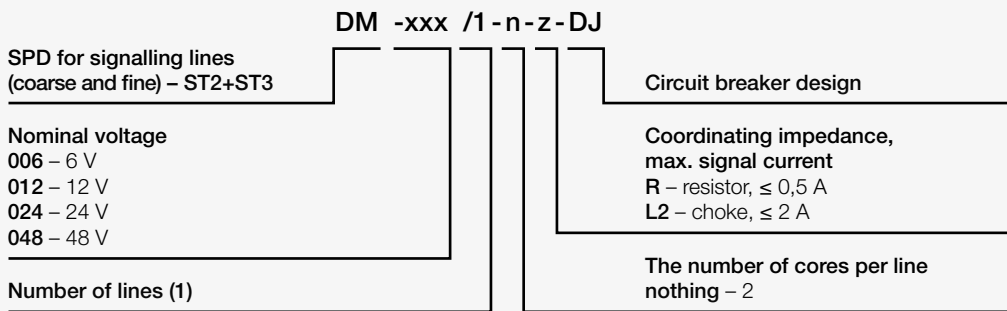 DM -xxx /1 - n - z - DJ
SPD for signalling lines
(coarse and fine) – ST2+ST3
Nominal voltage
006 – 6 V
012 – 12 V
024 – 24 V
048 – 48 V
Number of lines (1)
Circuit breaker design
Coordinating impedance,
max. signal current
R – resistor, ≤ 0,5 A
L2 – choke, ≤ 2 A
The number of cores per line
nothing – 2